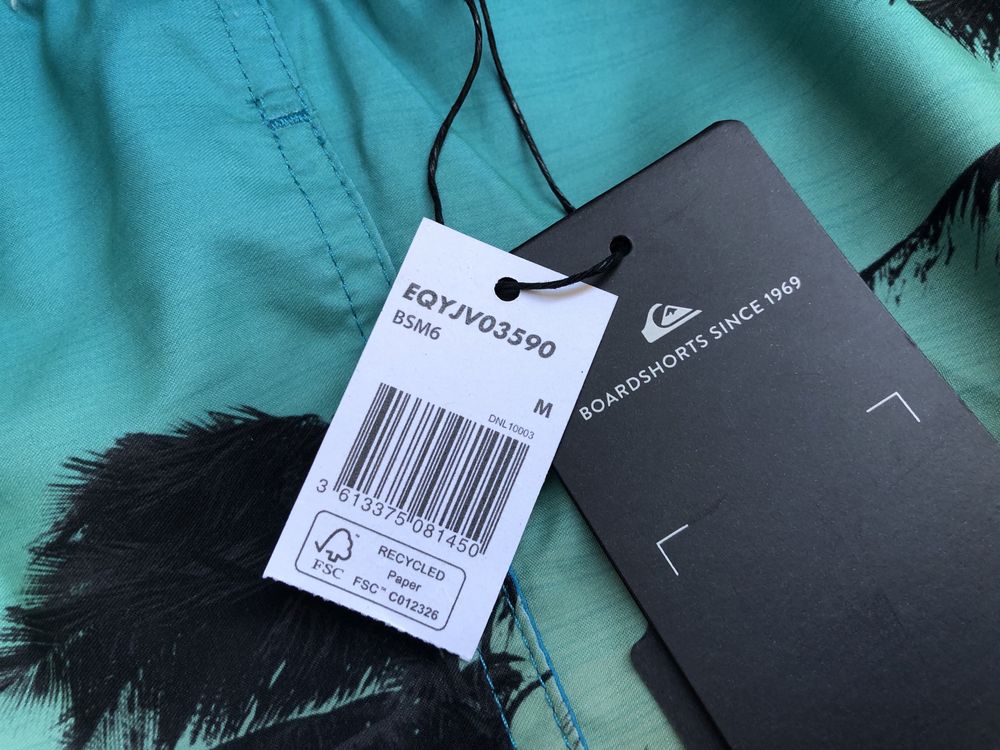 EQYJV03590
BSM6
M
DNL10003
3 613375 081450
FSC
RECYCLED
Paper
FSC™ C012326
BOARDSHORTS SINCE 1969